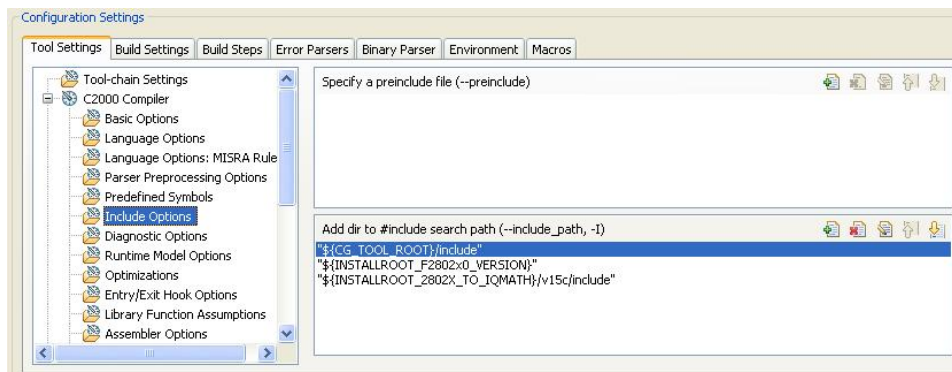 Configuration Settings
Tool Settings Build Settings Build Steps Error Parsers Binary Parser Environment Macros
Tool-chain Settings
C2000 Compiler
Basic Options
Language Options
Language Options: MISRA Rule
Parser Preprocessing Options
Predefined Symbols
Include Options
Diagnostic Options
Runtime Model Options
Optimizations
Entry/Exit Hook Options
Library Function Assumptions
Assembler Options
Specify a preinclude file (--preinclude)
Add dir to #include search path (--include_path, -I)
"${CG_TOOL_ROOT}/include"
"${INSTALLROOT_F2802x0_VERSION}"
"${INSTALLROOT_2802X_TO_IQMATH}/v15c/include"